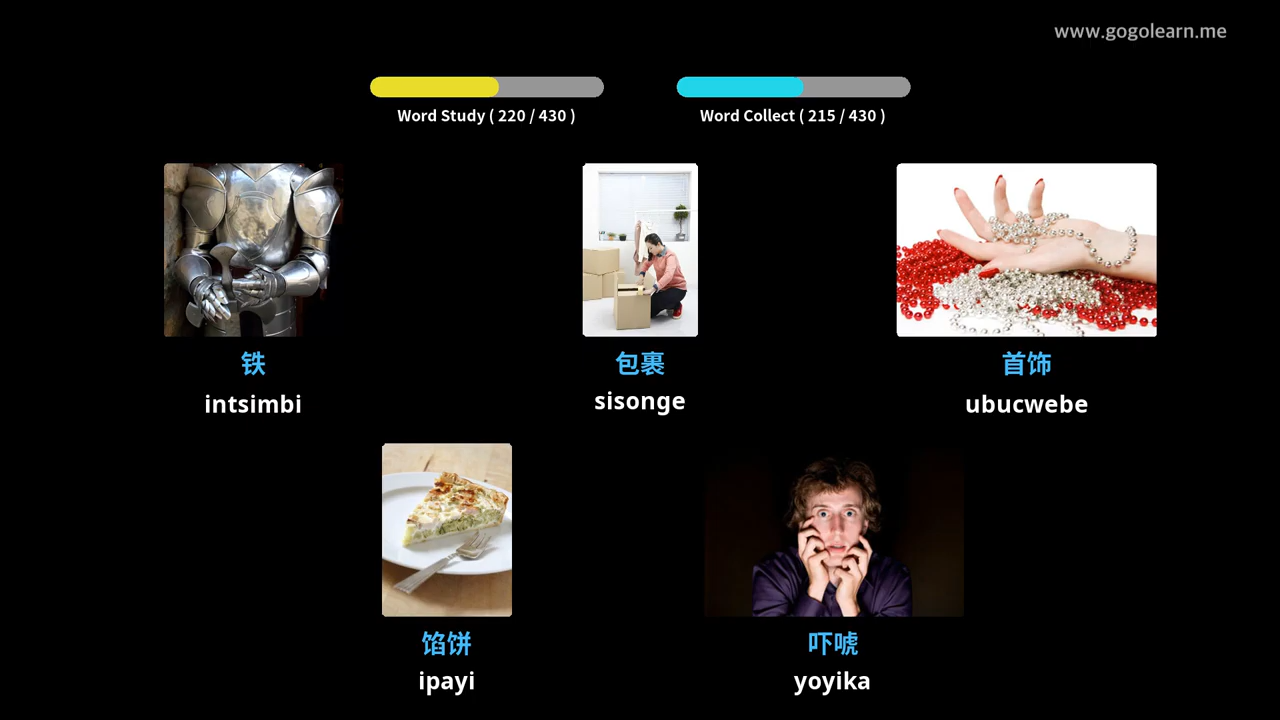 www.gogolearn.me
Word Study ( 220 / 430 )
Word Collect ( 215 / 430 )
铁
intsimbi
包裹
sisonge
首饰
ubucwebe
馅饼
ipayi
吓唬
yoyika